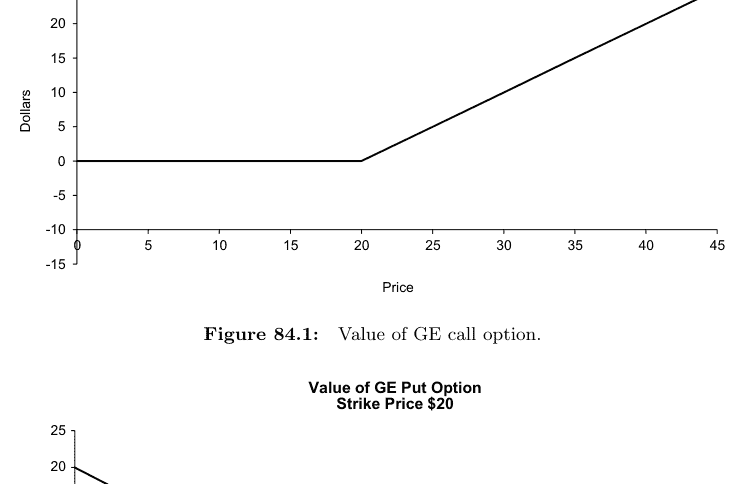 20
15
10
5
0
-5
-10
-15
Dollars
0 5 10 15 20 25 30 35 40 45
Price
Figure 84.1: Value of GE call option.
Value of GE Put Option
Strike Price $20
25
20